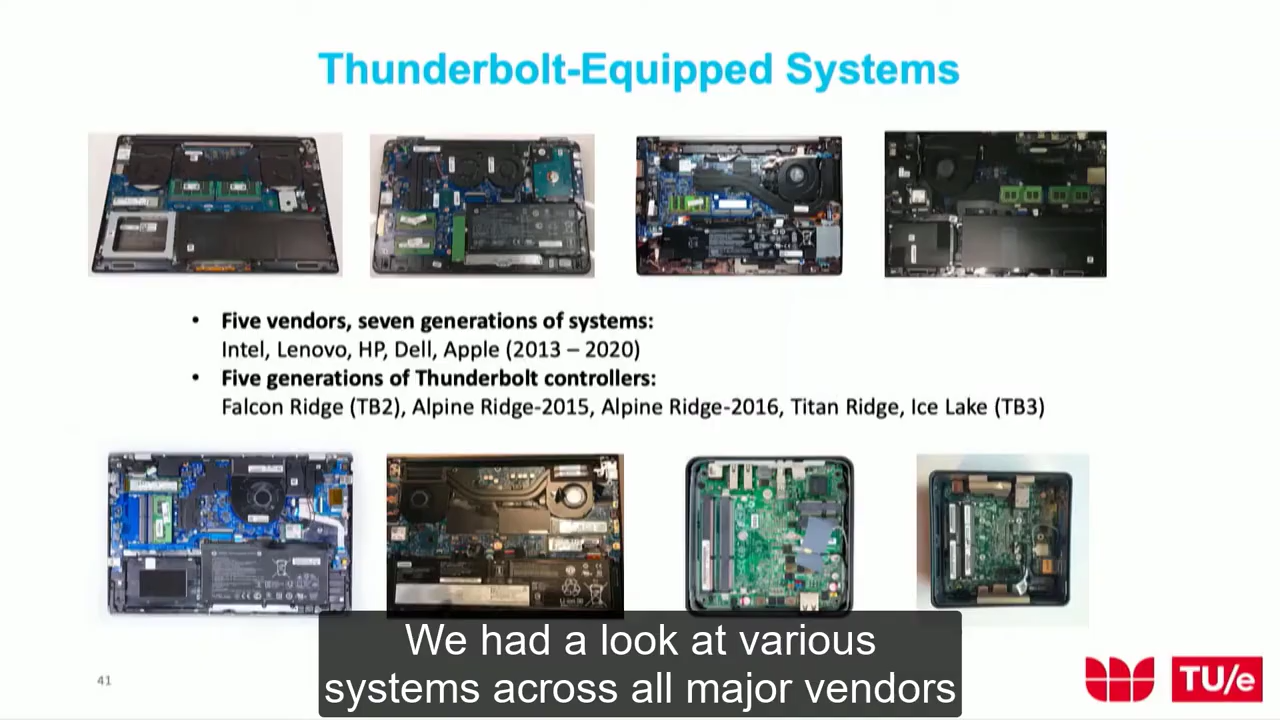 Thunderbolt-Equipped Systems
• Five vendors, seven generations of systems:
Intel, Lenovo, HP, Dell, Apple (2013 – 2020)
• Five generations of Thunderbolt controllers:
Falcon Ridge (TB2), Alpine Ridge-2015, Alpine Ridge-2016, Titan Ridge, Ice Lake (TB3)
We had a look at various
systems across all major vendors
41
TU/e